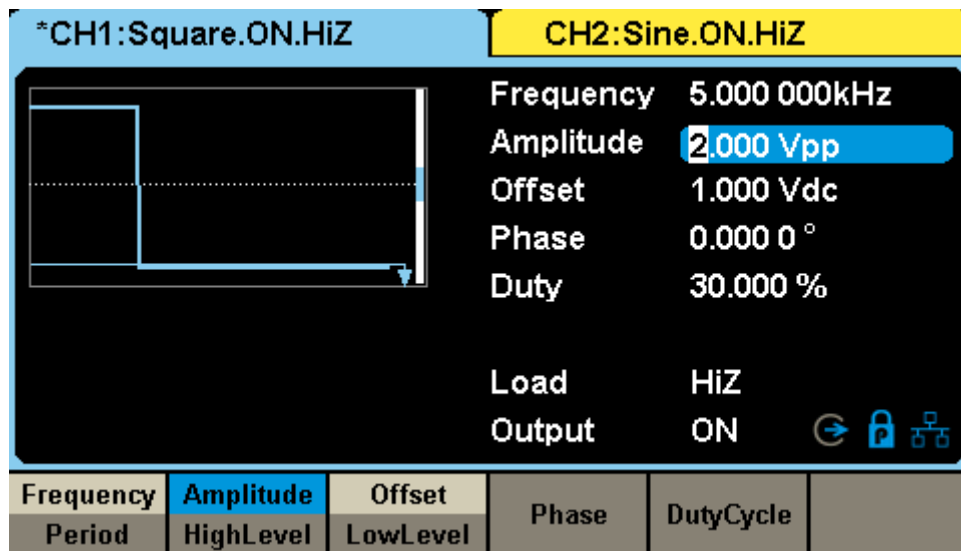 *CH1:Square.ON.HiZ
CH2:Sine.ON.HiZ
Frequency 5.000 000kHz
Amplitude 2.000 Vpp
Offset 1.000 Vdc
Phase 0.000 0 °
Duty 30.000 %
Load HiZ
Output ON
P
Frequency Amplitude Offset
Phase DutyCycle
Period HighLevel LowLevel